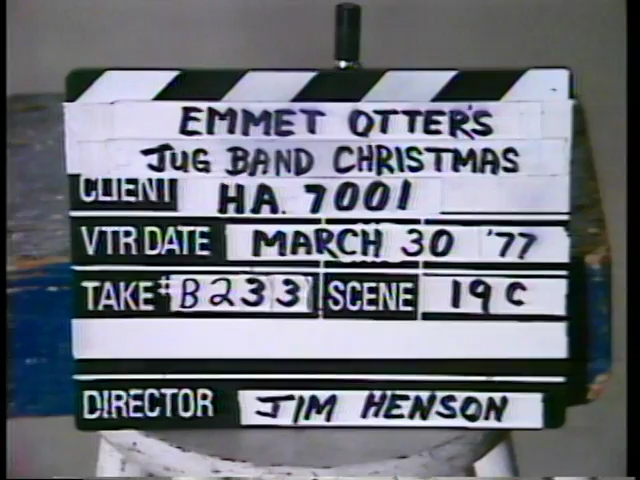 EMMET OTTER'S
JUG BAND CHRISTMAS
CLIENT HA. 7001
VTR DATE MARCH 30 '77
TAKE # B233 SCENE 19C
DIRECTOR JIM HENSON